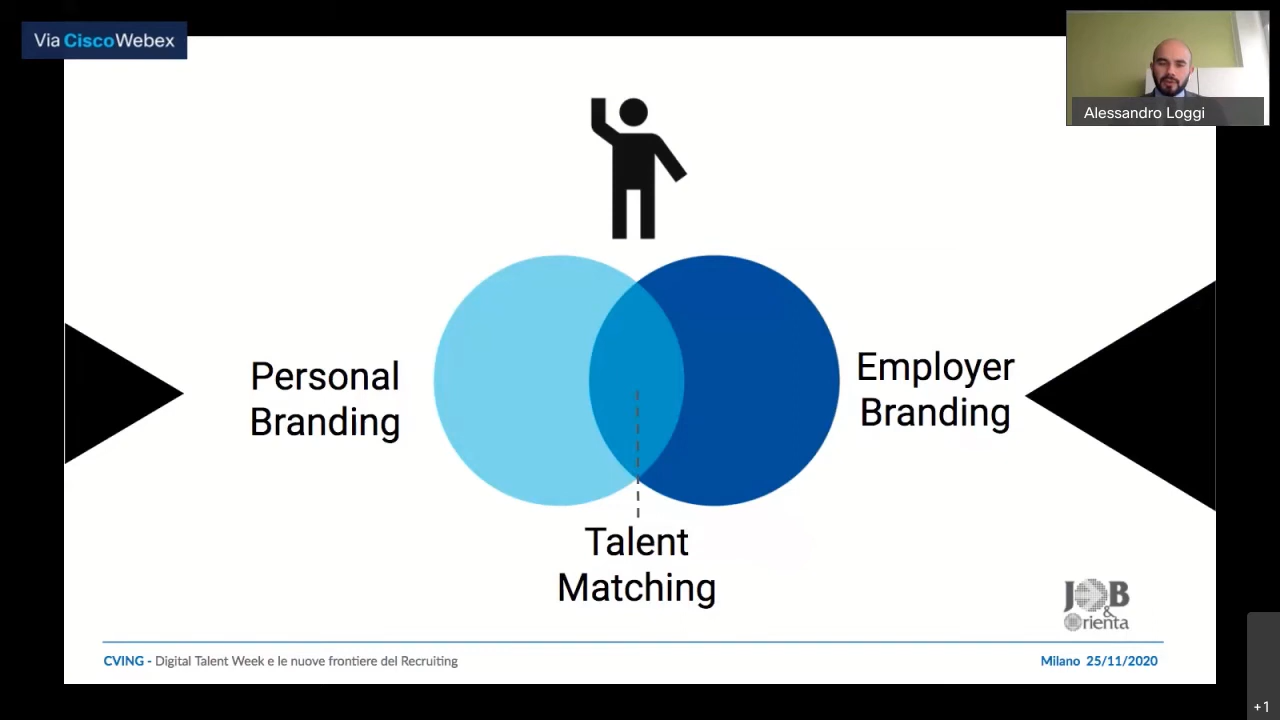 Via CiscoWebex
Alessandro Loggi
Personal
Branding
Employer
Branding
Talent
Matching
JOB
&
Orienta
CVING - Digital Talent Week e le nuove frontiere del Recruiting
Milano 25/11/2020
+1